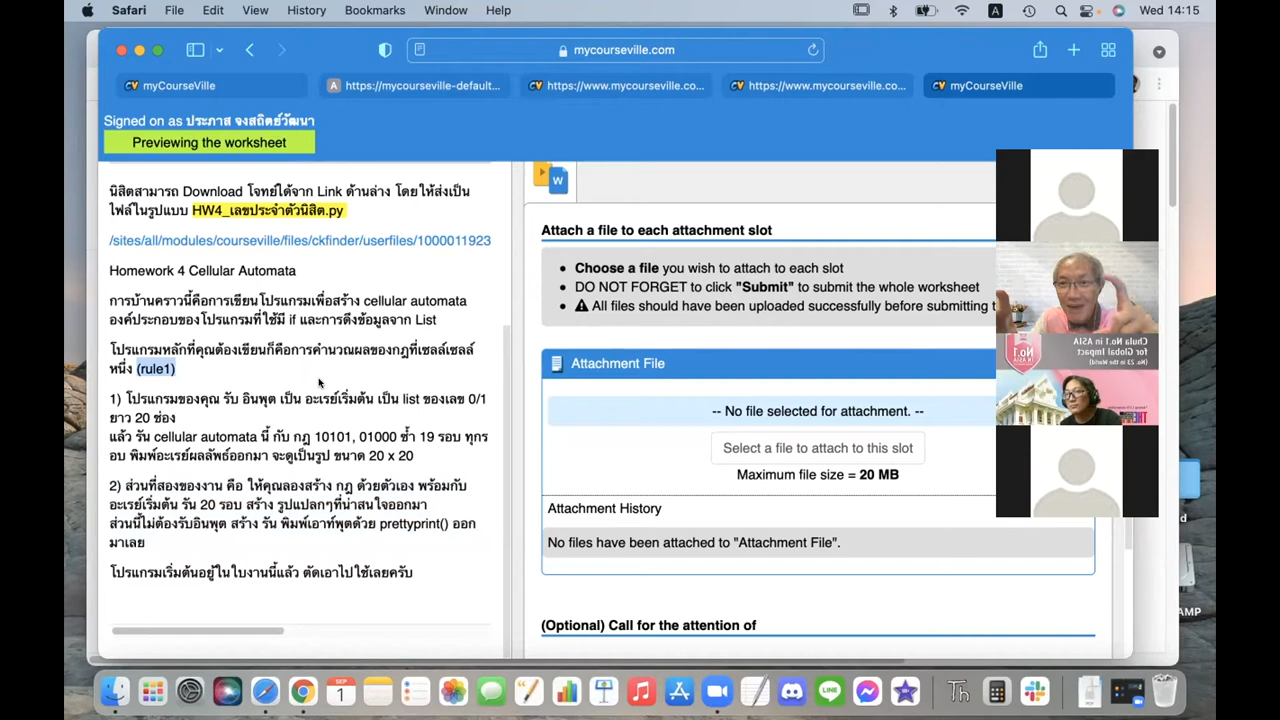 Safari File Edit View History Bookmarks Window Help
A
Wed 14:15
mycourseville.com
myCourseVille
https://mycourseville-default...
https://www.mycourseville.co...
https://www.mycourseville.co...
myCourseVille
Signed on as ประภาส จงสถิตย์วัฒนา
Previewing the worksheet
นิสิตสามารถ Download โจทย์ได้จาก Link ด้านล่าง โดยให้ส่งเป็น
ไฟล์ในรูปแบบ HW4_เลขประจำตัวนิสิต.py
/sites/all/modules/courseville/files/ckfinder/userfiles/1000011923
Homework 4 Cellular Automata
การบ้านคราวนี้คือการเขียนโปรแกรมเพื่อสร้าง cellular automata
องค์ประกอบของโปรแกรมที่ใช้มี if และการดึงข้อมูลจาก List
โปรแกรมหลักที่คุณต้องเขียนก็คือการคำนวณผลของกฎที่เซลล์เซลล์
หนึ่ง (rule1)
1) โปรแกรมของคุณ รับ อินพุต เป็น อะเรย์เริ่มต้น เป็น list ของเลข 0/1
ยาว 20 ช่อง
แล้ว รัน cellular automata นี้ กับ กฎ 10101, 01000 ซ้ำ 19 รอบ ทุกร
อบ พิมพ์อะเรย์ผลลัพธ์ออกมา จะดูเป็นรูป ขนาด 20 x 20
2) ส่วนที่สองของงาน คือ ให้คุณลองสร้าง กฎ ด้วยตัวเอง พร้อมกับ
อะเรย์เริ่มต้น รัน 20 รอบ สร้าง รูปแปลกๆที่น่าสนใจออกมา
ส่วนนี้ไม่ต้องรับอินพุต สร้าง รัน พิมพ์เอาท์พุตด้วย prettyprint() ออก
มาเลย
โปรแกรมเริ่มต้นอยู่ในใบงานนี้แล้ว ตัดเอาไปใช้เลยครับ
W
Attach a file to each attachment slot
• Choose a file you wish to attach to each slot
• DO NOT FORGET to click "Submit" to submit the whole worksheet
• All files should have been uploaded successfully before submitting t
Attachment File
-- No file selected for attachment. --
Select a file to attach to this slot
Maximum file size = 20 MB
Attachment History
No files have been attached to "Attachment File".
(Optional) Call for the attention of
Chula No.1 in ASIA
for Global Impact
(No. 23 in the World)
No.1
d
AMP
SEP
1
Th
LINE